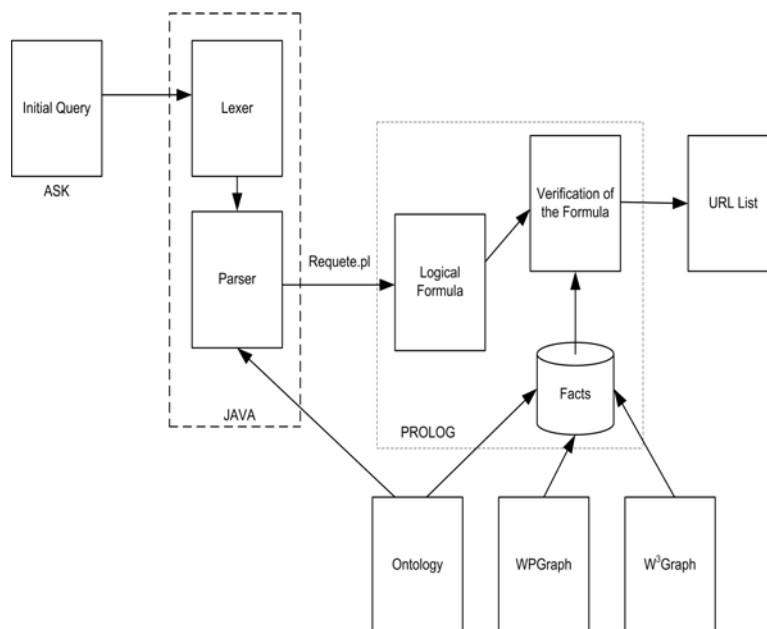 Initial Query
ASK
Lexer
Parser
JAVA
Requete.pl
Logical
Formula
Verification of
the Formula
URL List
Facts
PROLOG
Ontology
WPGraph
W³Graph